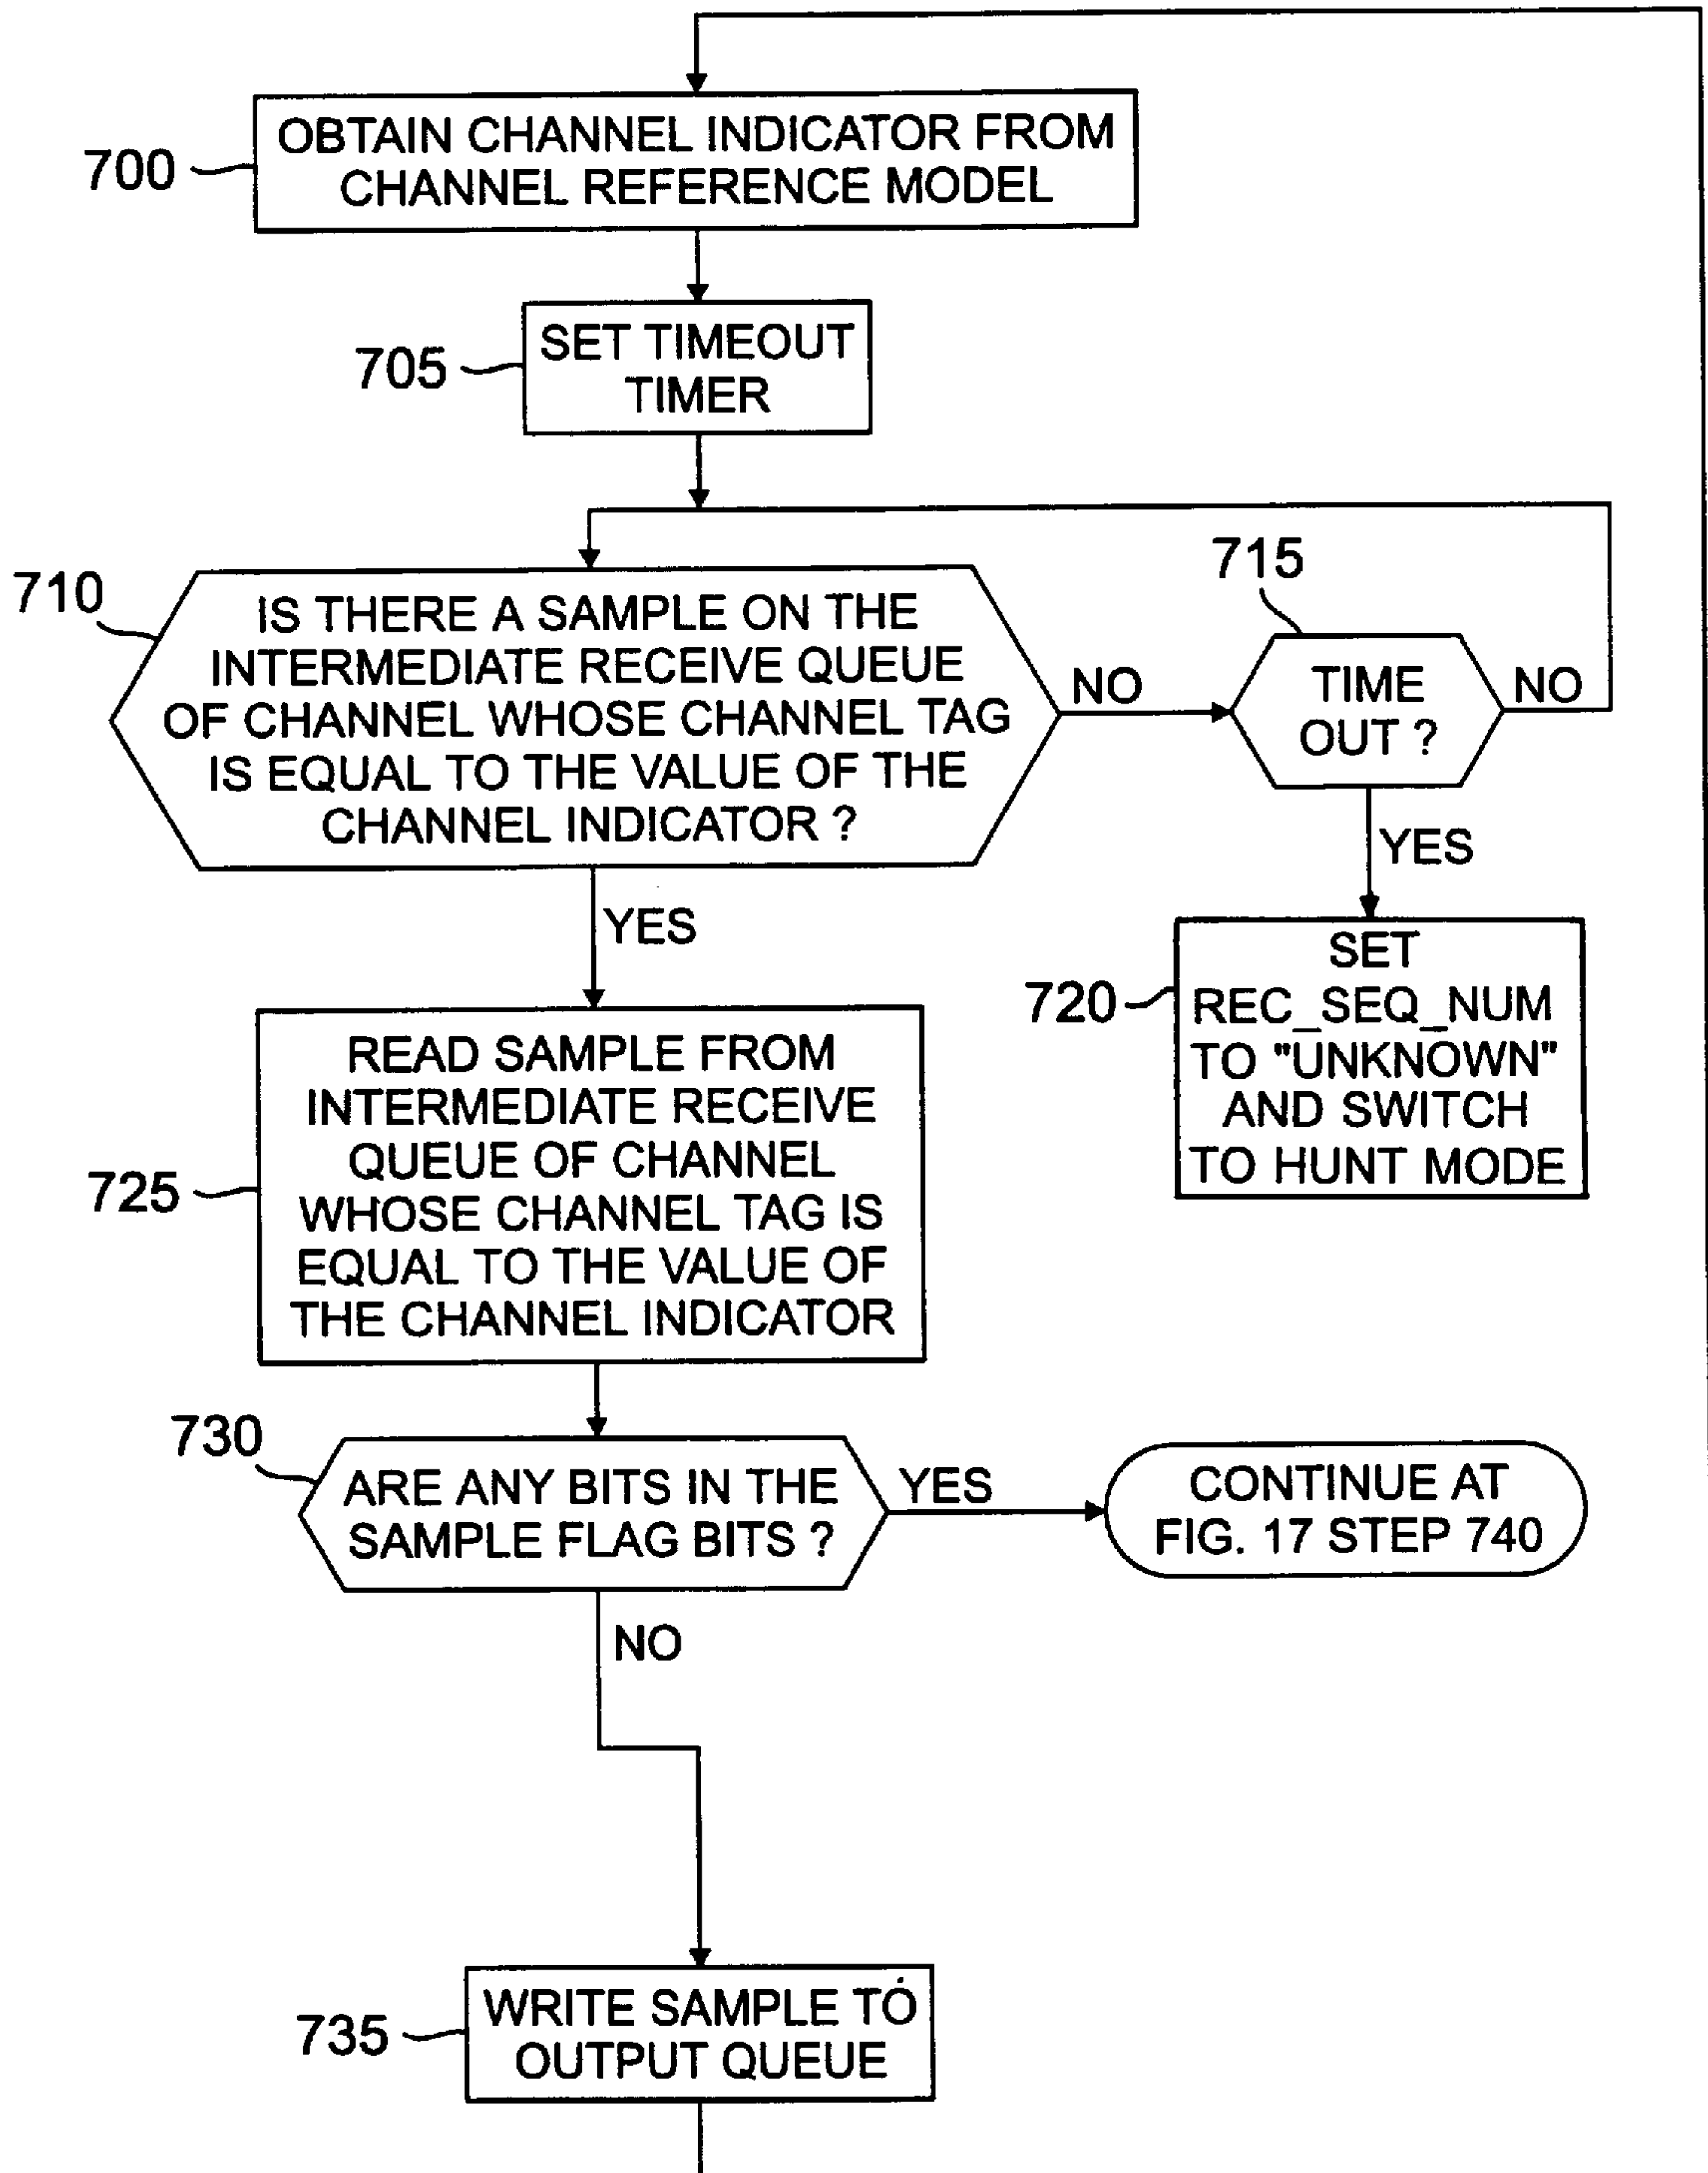 700
OBTAIN CHANNEL INDICATOR FROM
CHANNEL REFERENCE MODEL
705
SET TIMEOUT
TIMER
710
IS THERE A SAMPLE ON THE
INTERMEDIATE RECEIVE QUEUE
OF CHANNEL WHOSE CHANNEL TAG
IS EQUAL TO THE VALUE OF THE
CHANNEL INDICATOR ?
NO
715
TIME
OUT ?
NO
YES
YES
720
SET
REC_SEQ_NUM
TO "UNKNOWN"
AND SWITCH
TO HUNT MODE
725
READ SAMPLE FROM
INTERMEDIATE RECEIVE
QUEUE OF CHANNEL
WHOSE CHANNEL TAG IS
EQUAL TO THE VALUE OF
THE CHANNEL INDICATOR
730
ARE ANY BITS IN THE
SAMPLE FLAG BITS ?
YES
CONTINUE AT
FIG. 17 STEP 740
NO
735
WRITE SAMPLE TO
OUTPUT QUEUE